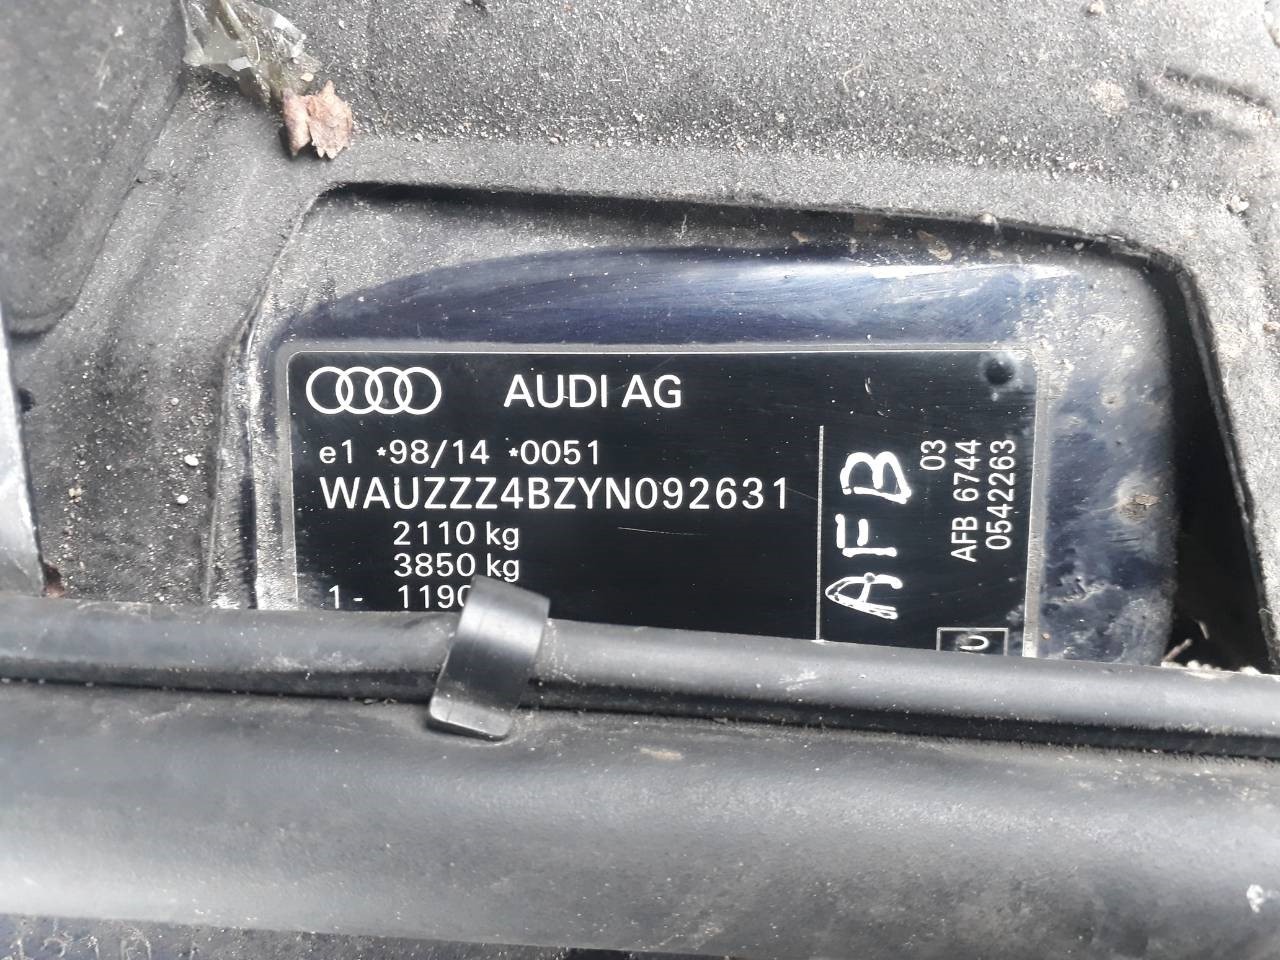 AUDI AG
e1 *98/14 *0051
WAUZZZ4BZYN092631
2110 kg
3850 kg
1- 1190
AFB
03
AFB 6744
0542263